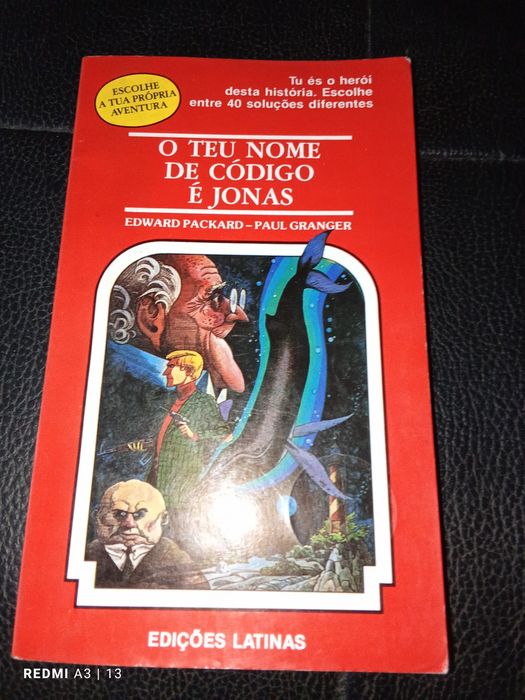 ESCOLHE
A TUA PRÓPRIA
AVENTURA
Tu és o herói
desta história. Escolhe
entre 40 soluções diferentes
O TEU NOME
DE CÓDIGO
É JONAS
EDWARD PACKARD – PAUL GRANGER
EDIÇÕES LATINAS
REDMI A3 | 13